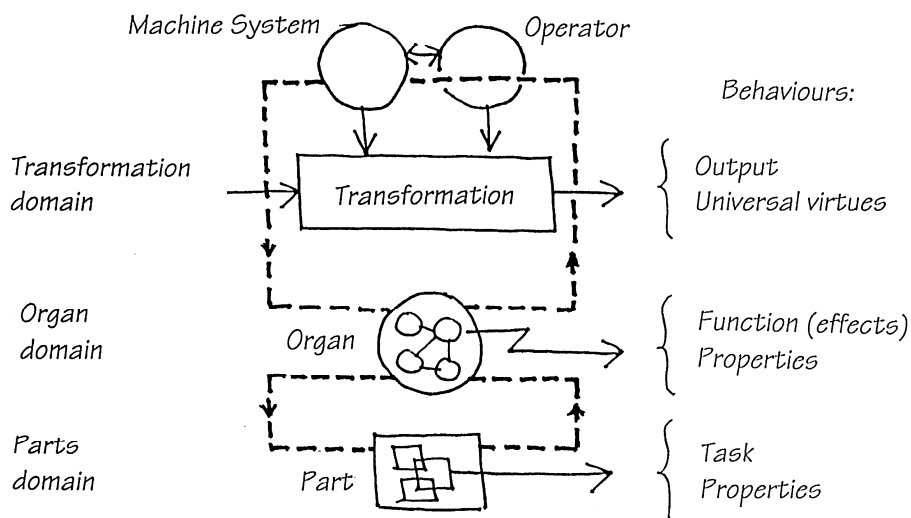 Machine System
Operator
Behaviours:
Transformation
domain
Transformation
Output
Universal virtues
Organ
domain
Organ
Function (effects)
Properties
Parts
domain
Part
Task
Properties